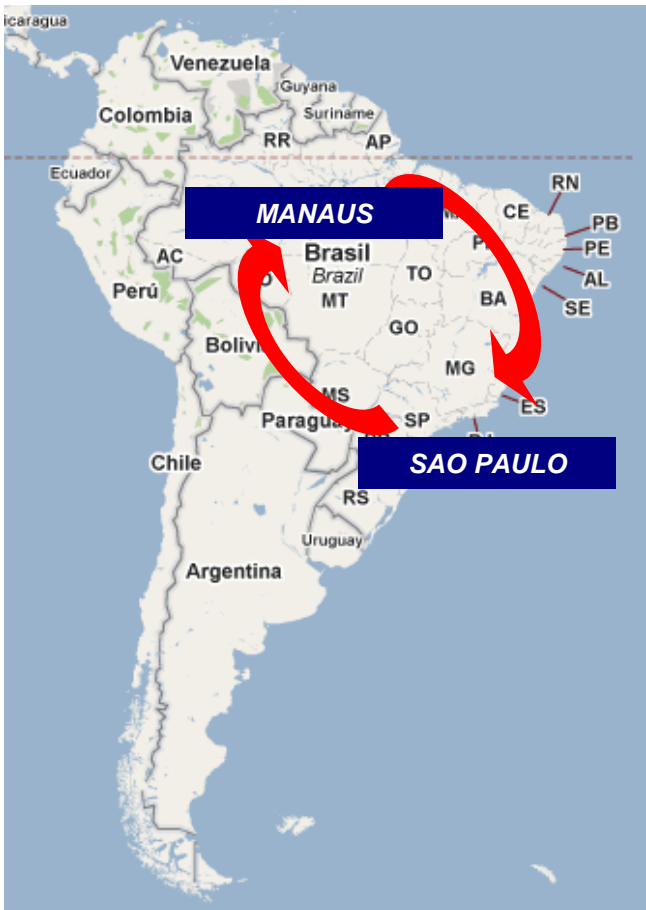 icaragua
Venezuela
Guyana
Colombia
Suriname
RR
AP
Ecuador
RN
MANAUS
CE
PB
PE
Brasil
AC
Brazil
TO
AL
Perú
MT
BA
SE
GO
Bolivi
MG
MS
ES
Paraguay
SP
Chile
SAO PAULO
RS
Uruguay
Argentina